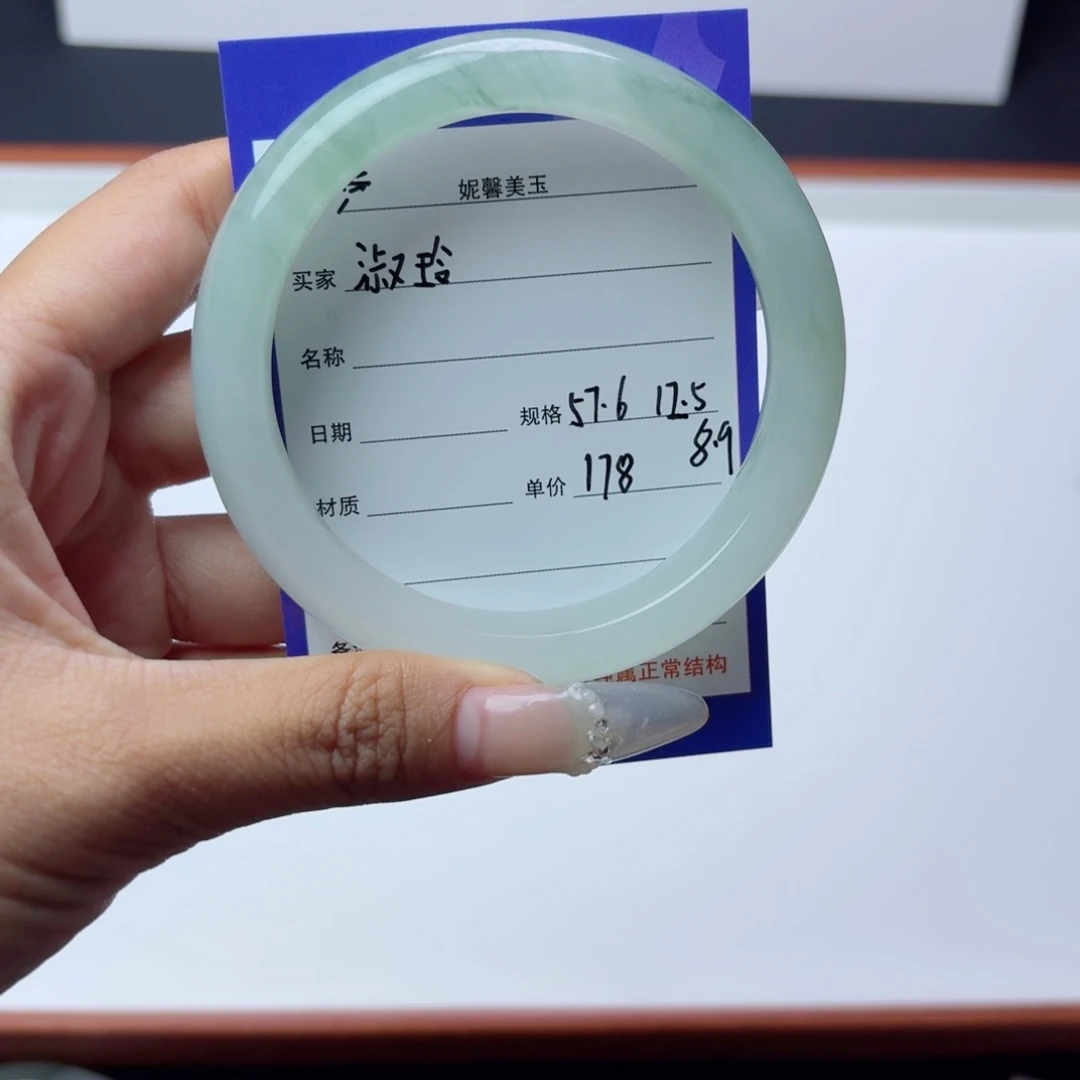 妮馨美玉
买家 淑玲
名称
日期 规格 57.6 12.5
8.9
材质 单价 178
属正常结构